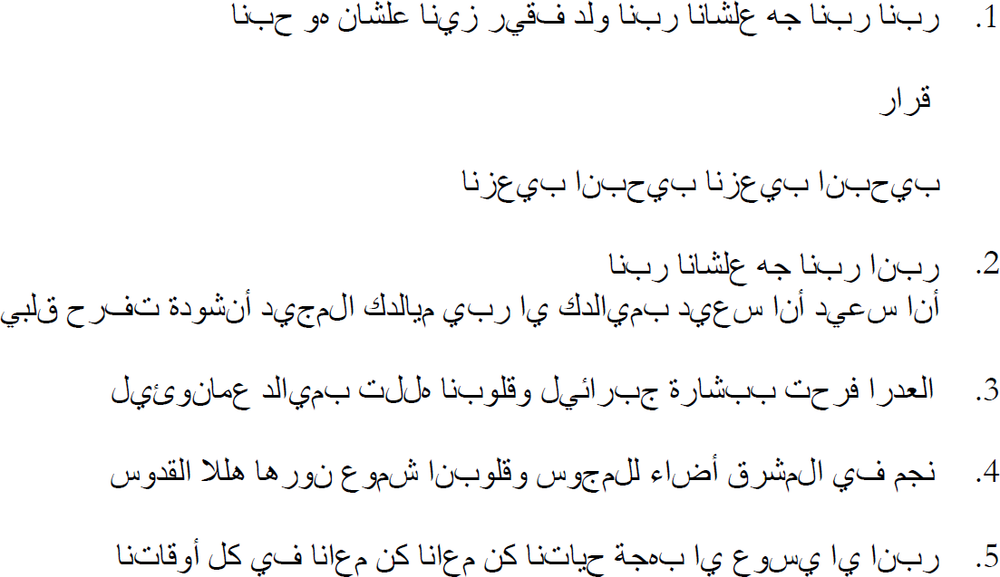 1. ربنا ربنا جه علشانا ربنا ولد فقير زينا علشان هو حبنا
قرار
بيحبنا بيعزنا بيحبنا بيعزنا
2. ربنا ربنا جه علشانا ربنا
أنا سعيد أنا سعيد بميالدك يا ربي ميالدك المجيد أنشودة تفرح قلبي
3. العدرا فرحت ببشارة جبرائيل وقلوبنا هللت بميالد عمانوئيل
4. نجم في المشرق أضاء للمجوس وقلوبنا شموع نورها هللا القدوس
5. ربنا يا يسوع يا بهجة حياتنا كن معانا كن معانا في كل أوقاتنا